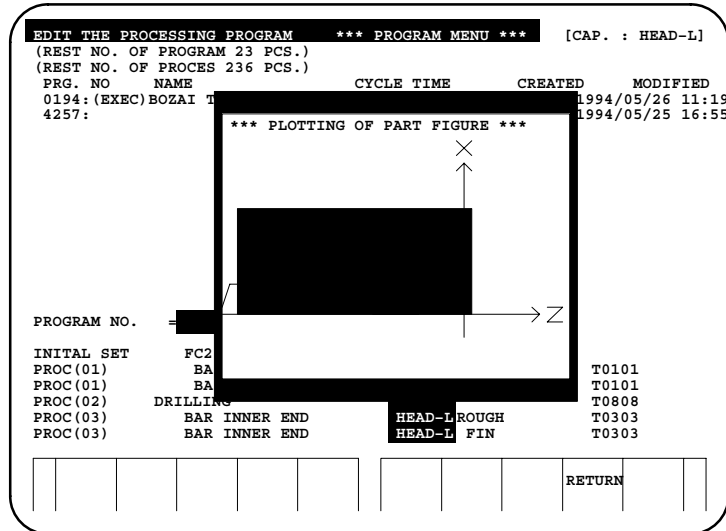 EDIT THE PROCESSING PROGRAM *** PROGRAM MENU *** [CAP. : HEAD-L]
(REST NO. OF PROGRAM 23 PCS.)
(REST NO. OF PROCES 236 PCS.)
PRG. NO NAME CYCLE TIME CREATED MODIFIED
0194:(EXEC)BOZAI T 1994/05/26 11:19
4257: 1994/05/25 16:55
*** PLOTTING OF PART FIGURE ***
X
Z
PROGRAM NO. =
INITAL SET FC2
PROC(01) BA T0101
PROC(01) BA T0101
PROC(02) DRILLING T0808
PROC(03) BAR INNER END HEAD-L ROUGH T0303
PROC(03) BAR INNER END HEAD-L FIN T0303
RETURN